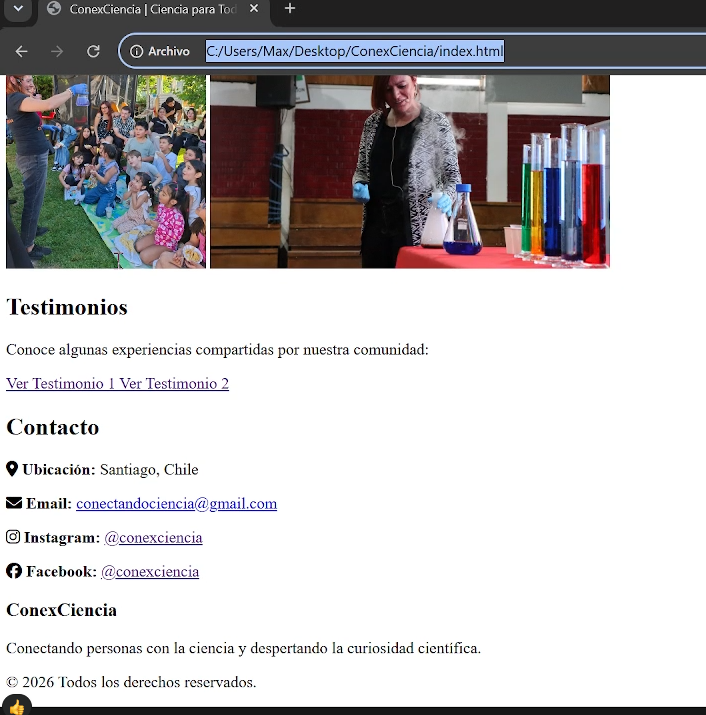 ConexCiencia | Ciencia para Tod
Archivo C:/Users/Max/Desktop/ConexCiencia/index.html
Testimonios
Conoce algunas experiencias compartidas por nuestra comunidad:
Ver Testimonio 1 Ver Testimonio 2
Contacto
Ubicación: Santiago, Chile
Email: conectandociencia@gmail.com
Instagram: @conexciencia
Facebook: @conexciencia
ConexCiencia
Conectando personas con la ciencia y despertando la curiosidad científica.
© 2026 Todos los derechos reservados.